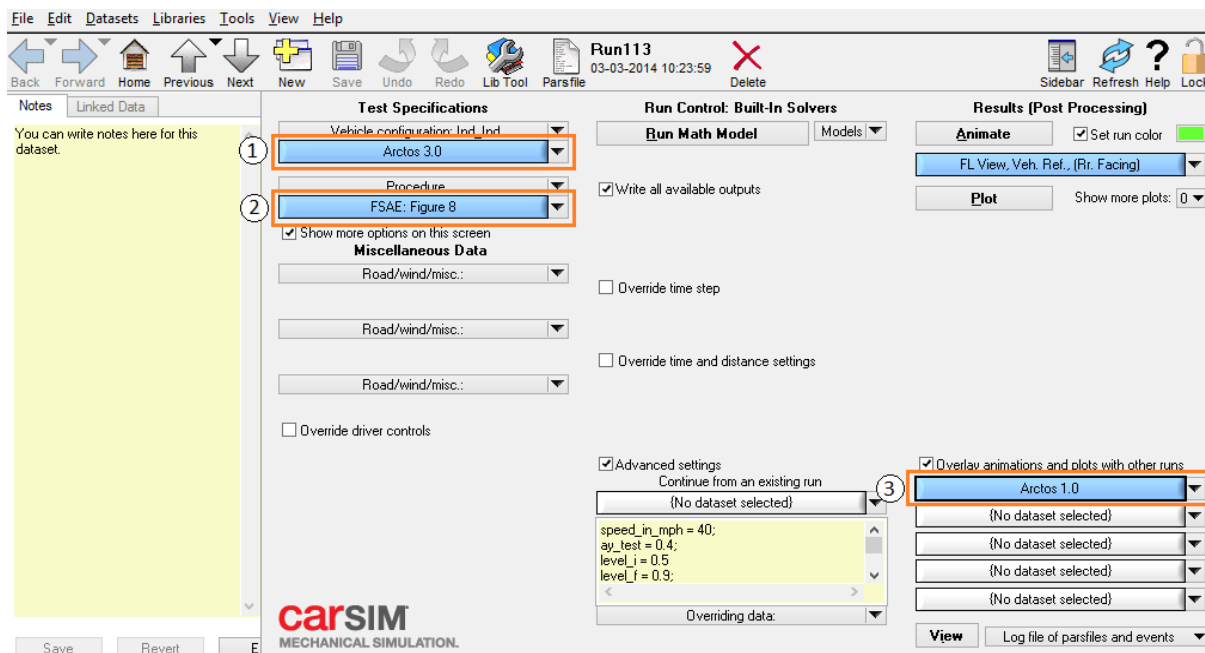 File Edit Datasets Libraries Tools View Help
Back Forward Home Previous Next New Save Undo Redo Lib Tool Parsfile
Run113
03-03-2014 10:23:59
Delete
Sidebar Refresh Help Lock
Notes Linked Data
You can write notes here for this
dataset.
Save Revert E
Test Specifications
Vehicle configuration: Ind_Ind
1 Arctos 3.0
Procedure
2 FSAE: Figure 8
Show more options on this screen
Miscellaneous Data
Road/wind/misc.:
Road/wind/misc.:
Road/wind/misc.:
Override driver controls
carSIM
MECHANICAL SIMULATION.
Run Control: Built-In Solvers
Run Math Model Models
Write all available outputs
Override time step
Override time and distance settings
Advanced settings
Continue from an existing run
{No dataset selected}
speed_in_mph = 40;
ay_test = 0.4;
level_i = 0.5
level_f = 0.9;
Overriding data:
Results (Post Processing)
Animate Set run color
FL View, Veh. Ref., (Rr. Facing)
Plot Show more plots: 0
Overlay animations and plots with other runs
3 Arctos 1.0
{No dataset selected}
{No dataset selected}
{No dataset selected}
{No dataset selected}
View Log file of parsfiles and events